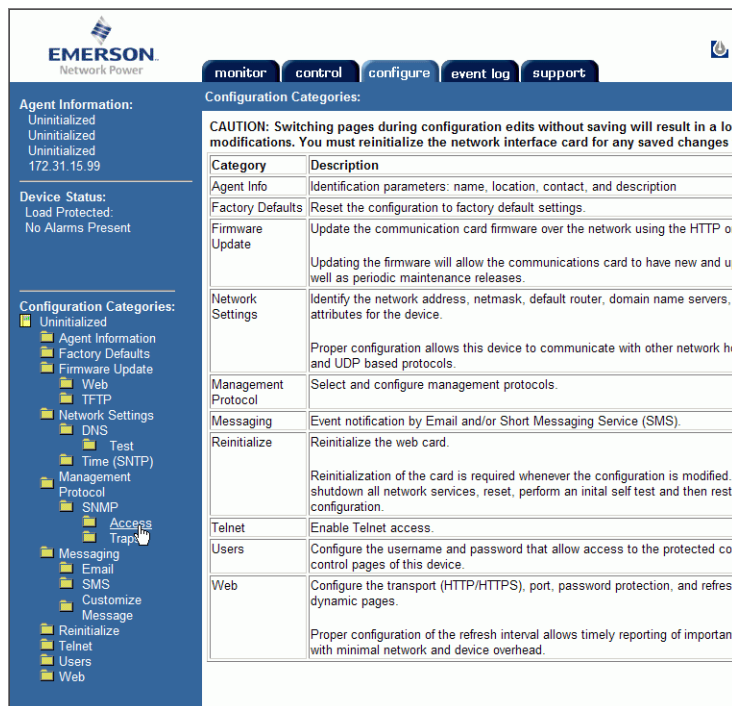 EMERSON.
Network Power
monitor control configure event log support
Agent Information:
Uninitialized
Uninitialized
Uninitialized
172.31.15.99
Device Status:
Load Protected:
No Alarms Present
Configuration Categories:
Uninitialized
Agent Information
Factory Defaults
Firmware Update
Web
TFTP
Network Settings
DNS
Test
Time (SNTP)
Management
Protocol
SNMP
Access
Traps
Messaging
Email
SMS
Customize
Message
Reinitialize
Telnet
Users
Web
Configuration Categories:
CAUTION: Switching pages during configuration edits without saving will result in a lo
modifications. You must reinitialize the network interface card for any saved changes
Category Description
Agent Info Identification parameters: name, location, contact, and description
Factory Defaults Reset the configuration to factory default settings.
Firmware Update the communication card firmware over the network using the HTTP o
Update
Updating the firmware will allow the communications card to have new and u
well as periodic maintenance releases.
Network Identify the network address, netmask, default router, domain name servers,
Settings attributes for the device.
Proper configuration allows this device to communicate with other network h
and UDP based protocols.
Management Select and configure management protocols.
Protocol
Messaging Event notification by Email and/or Short Messaging Service (SMS).
Reinitialize Reinitialize the web card.
Reinitialization of the card is required whenever the configuration is modified.
shutdown all network services, reset, perform an inital self test and then rest
configuration.
Telnet Enable Telnet access.
Users Configure the username and password that allow access to the protected co
control pages of this device.
Web Configure the transport (HTTP/HTTPS), port, password protection, and refres
dynamic pages.
Proper configuration of the refresh interval allows timely reporting of importan
with minimal network and device overhead.